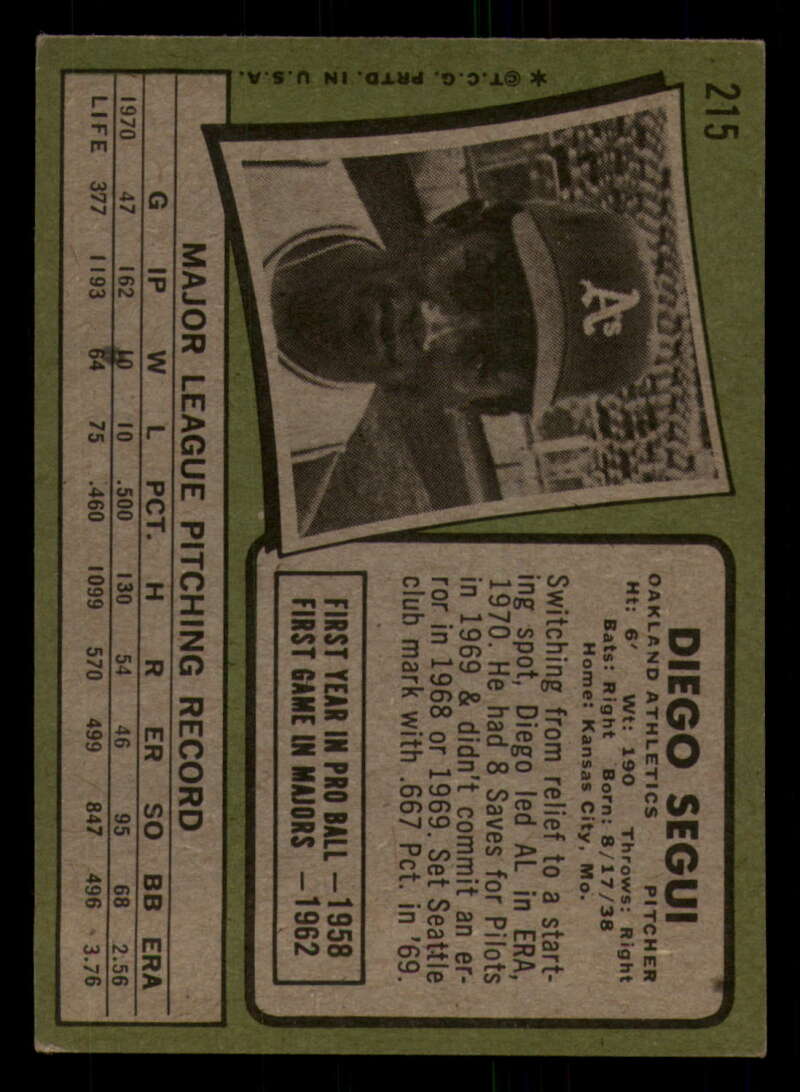 215
* ©T.C.G. PRTD. IN U.S.A.
A's
DIEGO SEGUI
OAKLAND ATHLETICS PITCHER
Ht: 6' Wt: 190 Throws: Right
Bats: Right Born: 8/17/38
Home: Kansas City, Mo.
Switching from relief to a start-
ing spot, Diego led AL in ERA,
1970. He had 8 Saves for Pilots
in 1969 & didn't commit an er-
ror in 1968 or 1969. Set Seattle
club mark with .667 Pct. in '69.
FIRST YEAR IN PRO BALL — 1958
FIRST GAME IN MAJORS — 1962
MAJOR LEAGUE PITCHING RECORD
G IP W L PCT. H R ER SO BB ERA
1970 47 162 10 10 .500 130 54 46 95 68 2.56
LIFE 377 1193 64 75 .460 1099 570 499 847 496 3.76